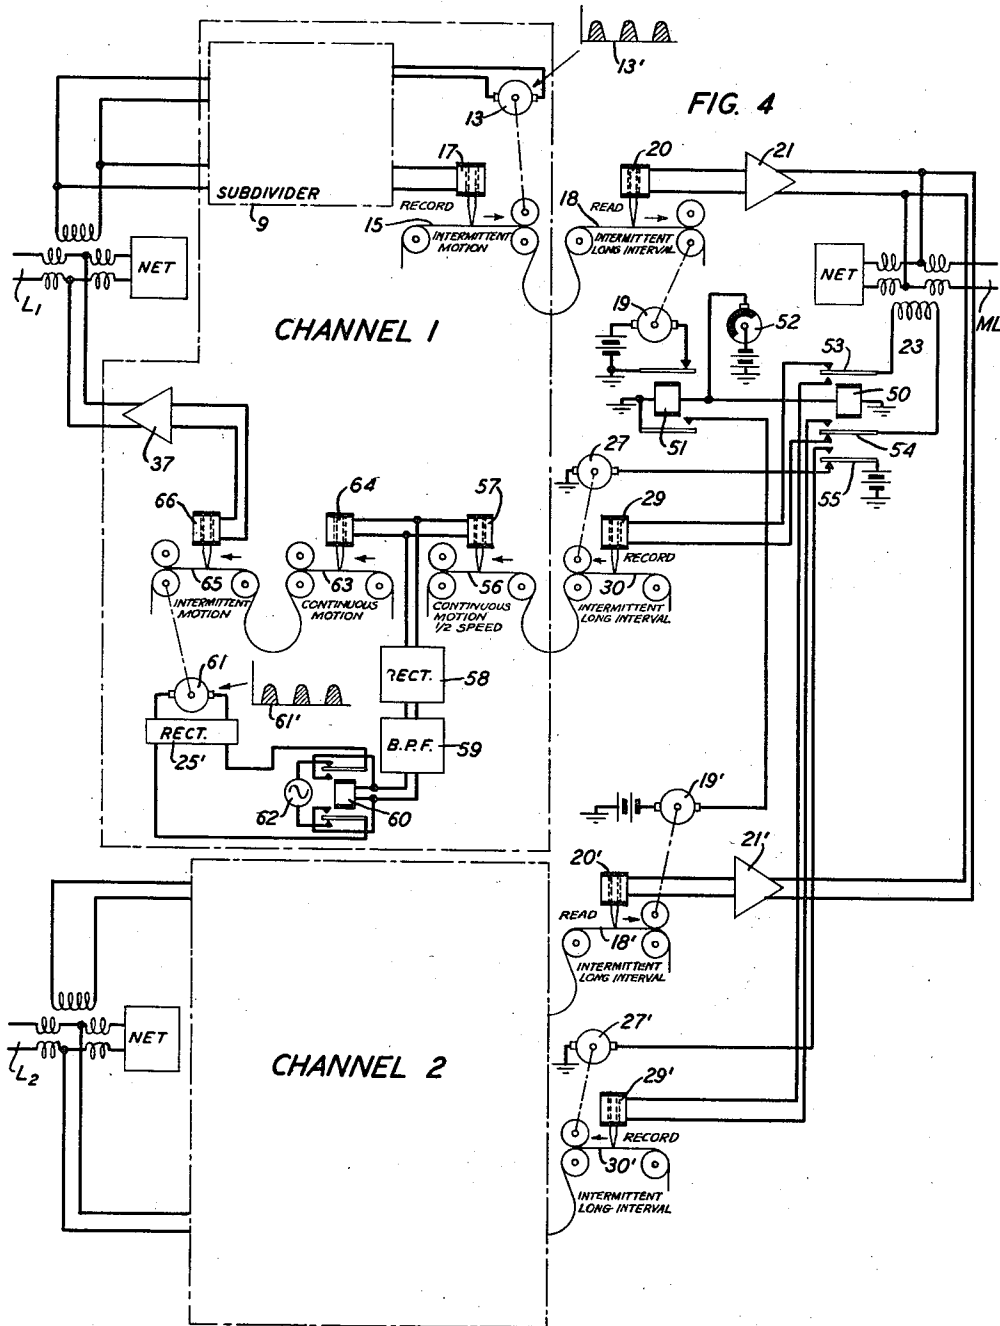 13'
FIG. 4
13
17
20
21
SUBDIVIDER
9
RECORD
15
INTERMITTENT
MOTION
READ
18
INTERMITTENT
LONG INTERVAL
NET
L1
NET
ML
CHANNEL 1
19
52
53
23
50
51
54
55
37
27
66
64
57
29
RECORD
65
INTERMITTENT
MOTION
63
CONTINUOUS
MOTION
56
CONTINUOUS
MOTION
1/2 SPEED
30
INTERMITTENT
LONG INTERVAL
61
61'
RECT.
58
RECT.
25'
B.P.F.
59
62
60
19'
20'
21'
READ
18'
INTERMITTENT
LONG INTERVAL
NET
L2
CHANNEL 2
27'
29'
RECORD
30'
INTERMITTENT
LONG-INTERVAL